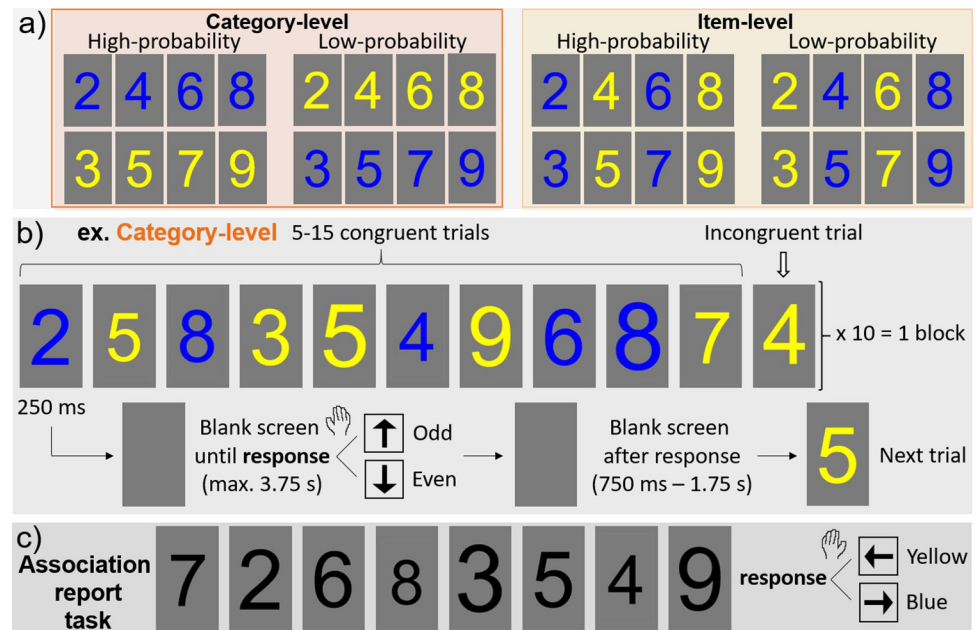 a)
Category-level
High-probability Low-probability
2 4 6 8 2 4 6 8
3 5 7 9 3 5 7 9
Item-level
High-probability Low-probability
2 4 6 8 2 4 6 8
3 5 7 9 3 5 7 9
b)
ex. Category-level 5-15 congruent trials
Incongruent trial
2 5 8 3 5 4 9 6 8 7 4
x 10 = 1 block
250 ms
Blank screen
until response
(max. 3.75 s)
Odd
Even
Blank screen
after response
(750 ms – 1.75 s)
5
Next trial
c)
Association
report
task
7 2 6 8 3 5 4 9
response
Yellow
Blue